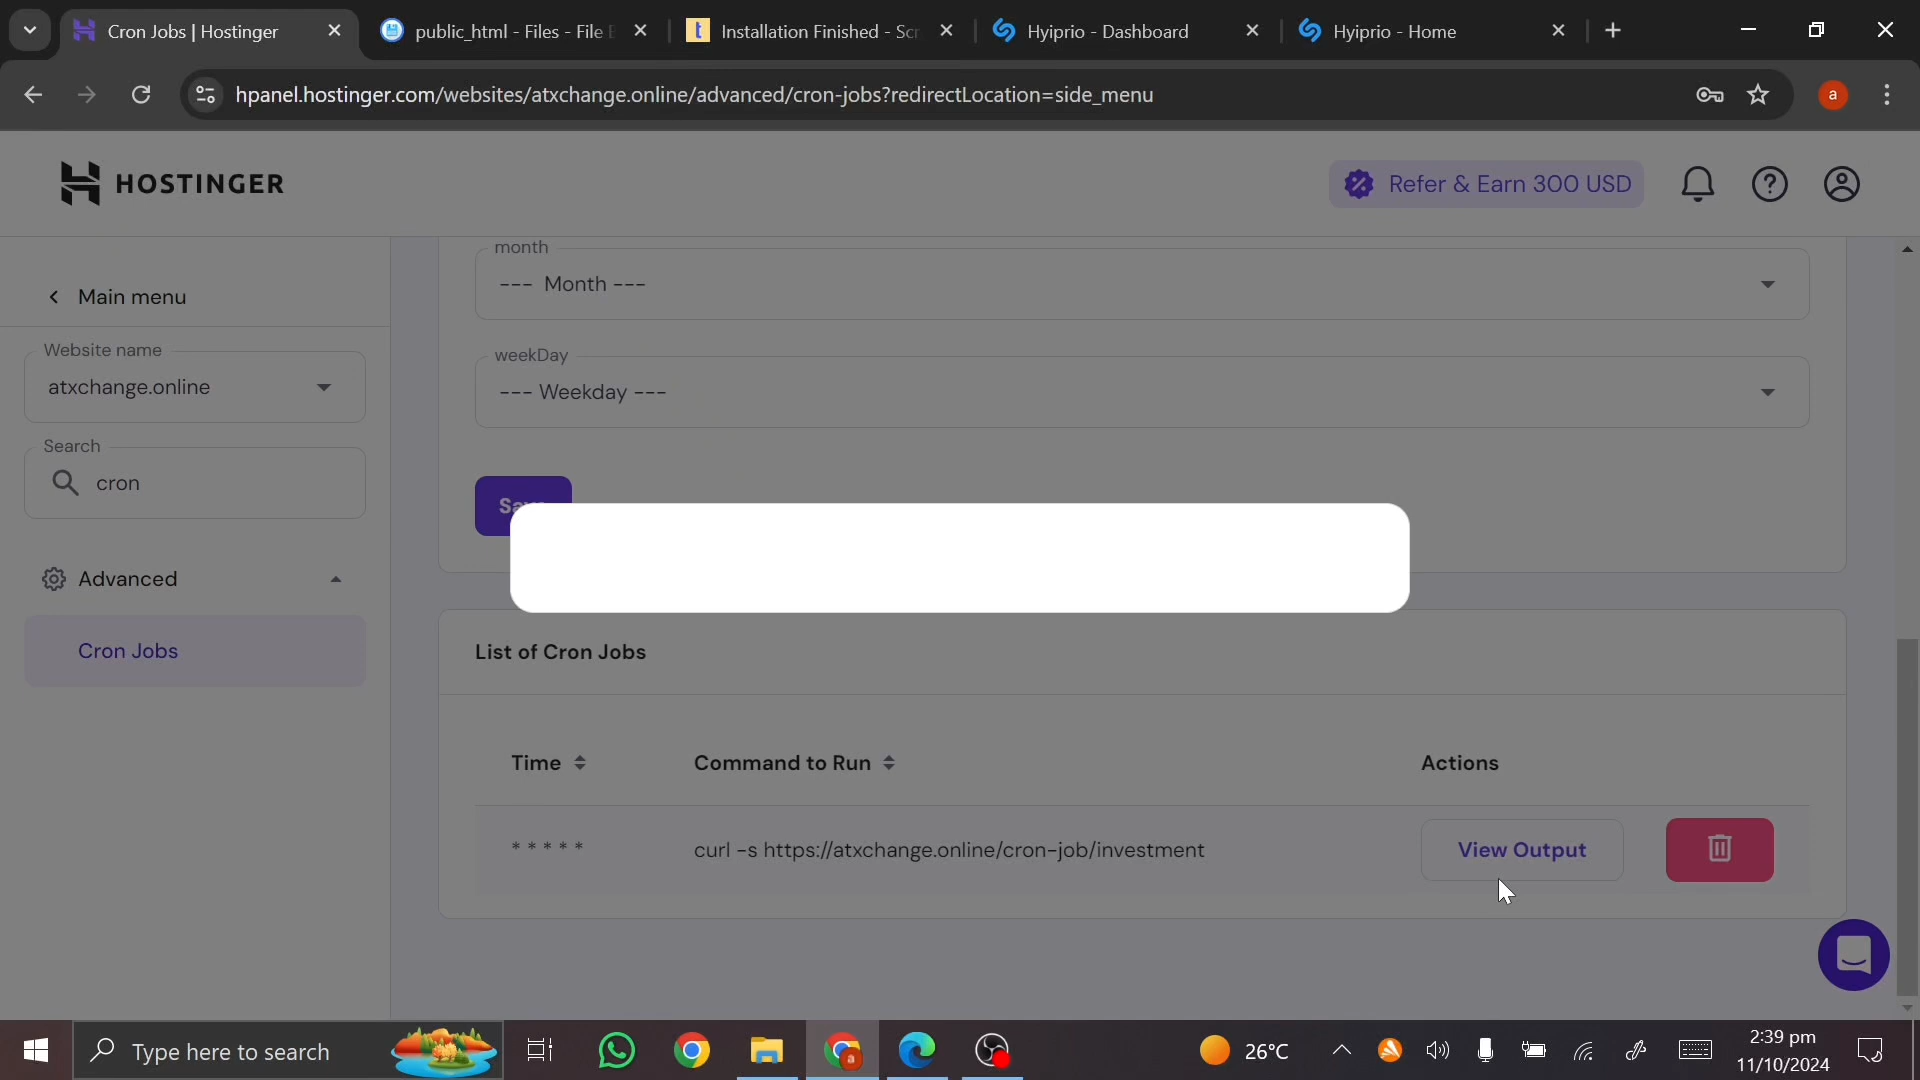 Cron Jobs | Hostinger
public_html - Files - File
Installation Finished - Scr
Hyiprio - Dashboard
Hyiprio - Home
hpanel.hostinger.com/websites/atxchange.online/advanced/cron-jobs?redirectLocation=side_menu
a
HOSTINGER
Refer & Earn 300 USD
Main menu
Website name
atxchange.online
Search
cron
Advanced
Cron Jobs
month
--- Month ---
weekDay
--- Weekday ---
List of Cron Jobs
Time
Command to Run
Actions
* * * * *
curl -s https://atxchange.online/cron-job/investment
View Output
Type here to search
26°C
2:39 pm
11/10/2024